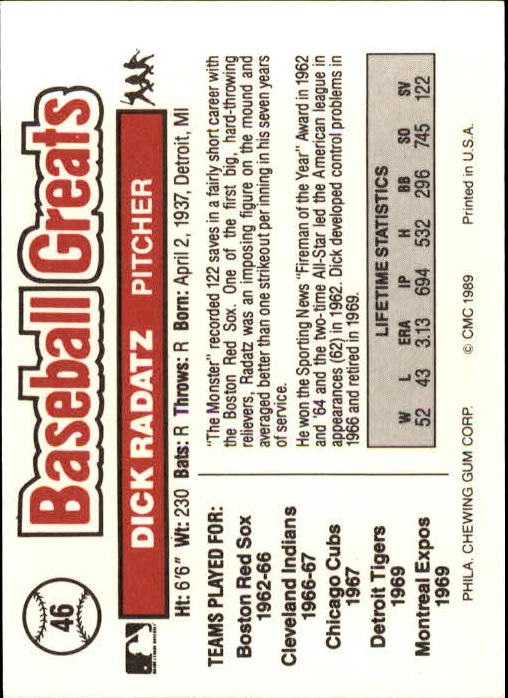 46
Baseball Greats
DICK RADATZ PITCHER
Ht: 6'6" Wt: 230 Bats: R Throws: R Born: April 2, 1937, Detroit, MI
TEAMS PLAYED FOR:
Boston Red Sox
1962-66
Cleveland Indians
1966-67
Chicago Cubs
1967
Detroit Tigers
1969
Montreal Expos
1969
"The Monster" recorded 122 saves in a fairly short career with
the Boston Red Sox. One of the first big, hard-throwing
relievers, Radatz was an imposing figure on the mound and
averaged better than one strikeout per inning in his seven years
of service.
He won the Sporting News "Fireman of the Year" Award in 1962
and '64 and the two-time All-Star led the American league in
appearances (62) in 1962. Dick developed control problems in
1966 and retired in 1969.
LIFETIME STATISTICS
W L ERA IP H BB SO SV
52 43 3.13 694 532 296 745 122
PHILA. CHEWING GUM CORP. © CMC 1989 Printed in U.S.A.